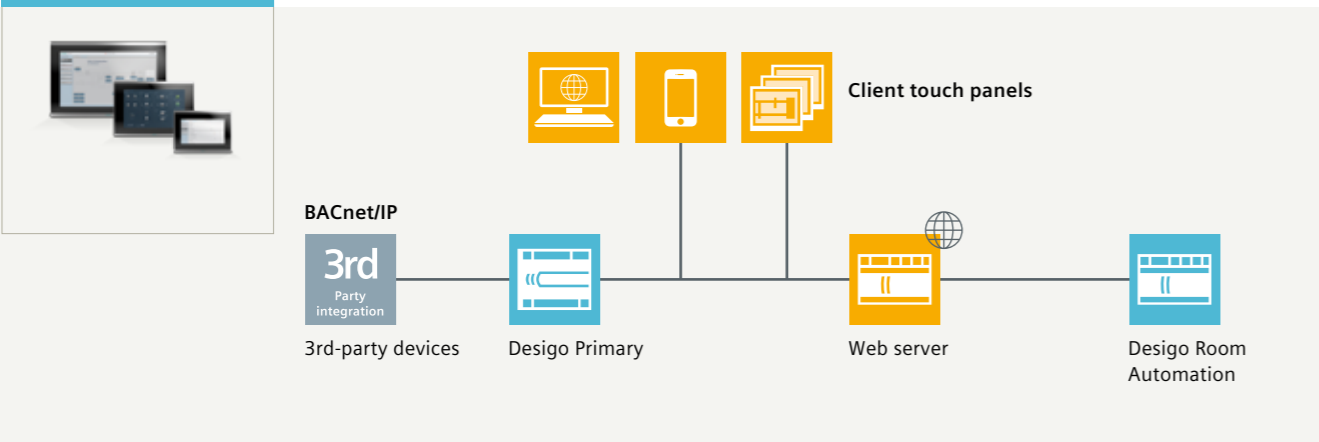 Client touch panels
BACnet/IP
3rd
Party
integration
3rd-party devices
Desigo Primary
Web server
Desigo Room
Automation